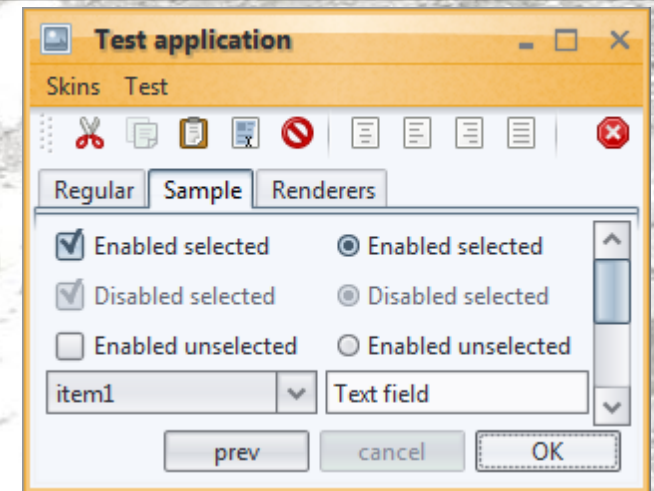 Test application
Skins Test
Regular Sample Renderers
Enabled selected Enabled selected
Disabled selected Disabled selected
Enabled unselected Enabled unselected
item1 Text field
prev cancel OK